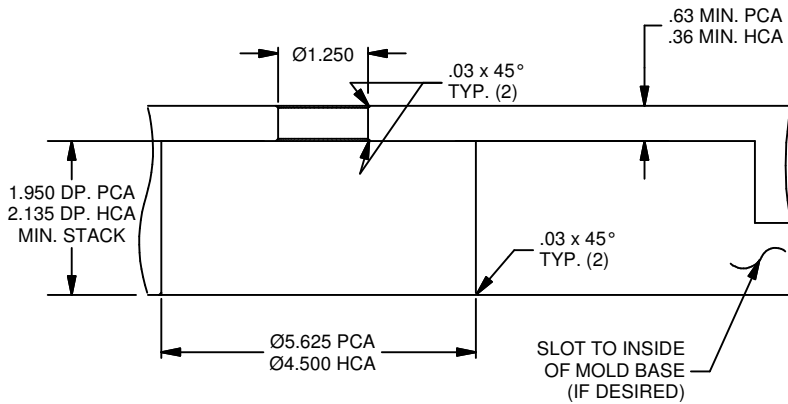 .63 MIN. PCA
.36 MIN. HCA
Ø1.250
.03 x 45°
TYP. (2)
1.950 DP. PCA
2.135 DP. HCA
MIN. STACK
.03 x 45°
TYP. (2)
Ø5.625 PCA
Ø4.500 HCA
SLOT TO INSIDE
OF MOLD BASE
(IF DESIRED)